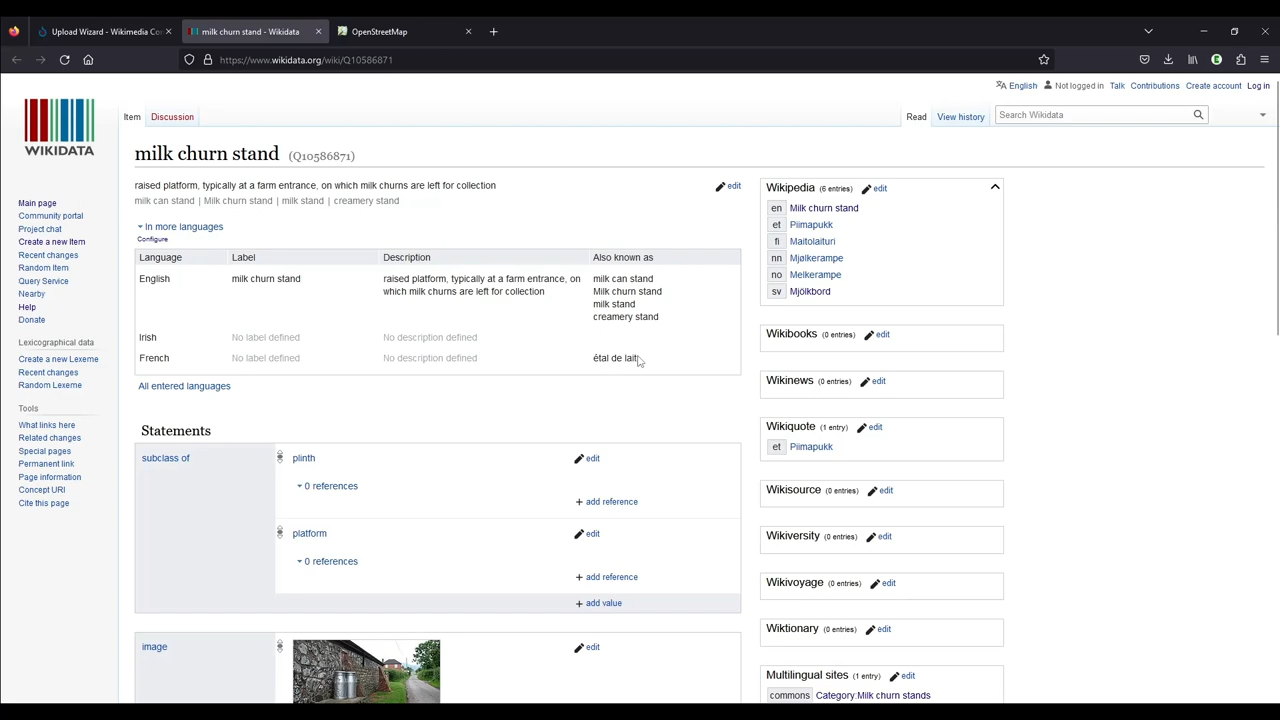 Upload Wizard - Wikimedia Co
milk churn stand - Wikidata
OpenStreetMap
https://www.wikidata.org/wiki/Q10586871
English Not logged in Talk Contributions Create account Log in
WIKIDATA
Item Discussion
Read View history Search Wikidata
milk churn stand (Q10586871)
raised platform, typically at a farm entrance, on which milk churns are left for collection
edit
milk can stand | Milk churn stand | milk stand | creamery stand
In more languages
Configure
Language Label Description Also known as
English milk churn stand raised platform, typically at a farm entrance, on which milk churns are left for collection
milk can stand
Milk churn stand
milk stand
creamery stand
Irish No label defined No description defined
French No label defined No description defined étal de lait
All entered languages
Statements
subclass of plinth edit
0 references
+ add reference
platform edit
0 references
+ add reference
+ add value
image edit
Main page
Community portal
Project chat
Create a new Item
Recent changes
Random Item
Query Service
Nearby
Help
Donate
Lexicographical data
Create a new Lexeme
Recent changes
Random Lexeme
Tools
What links here
Related changes
Special pages
Permanent link
Page information
Concept URI
Cite this page
Wikipedia (6 entries) edit
en Milk churn stand
et Piimapukk
fi Maitolaituri
nn Mjølkerampe
no Melkerampe
sv Mjölkbord
Wikibooks (0 entries) edit
Wikinews (0 entries) edit
Wikiquote (1 entry) edit
et Piimapukk
Wikisource (0 entries) edit
Wikiversity (0 entries) edit
Wikivoyage (0 entries) edit
Wiktionary (0 entries) edit
Multilingual sites (1 entry) edit
commons Category:Milk churn stands